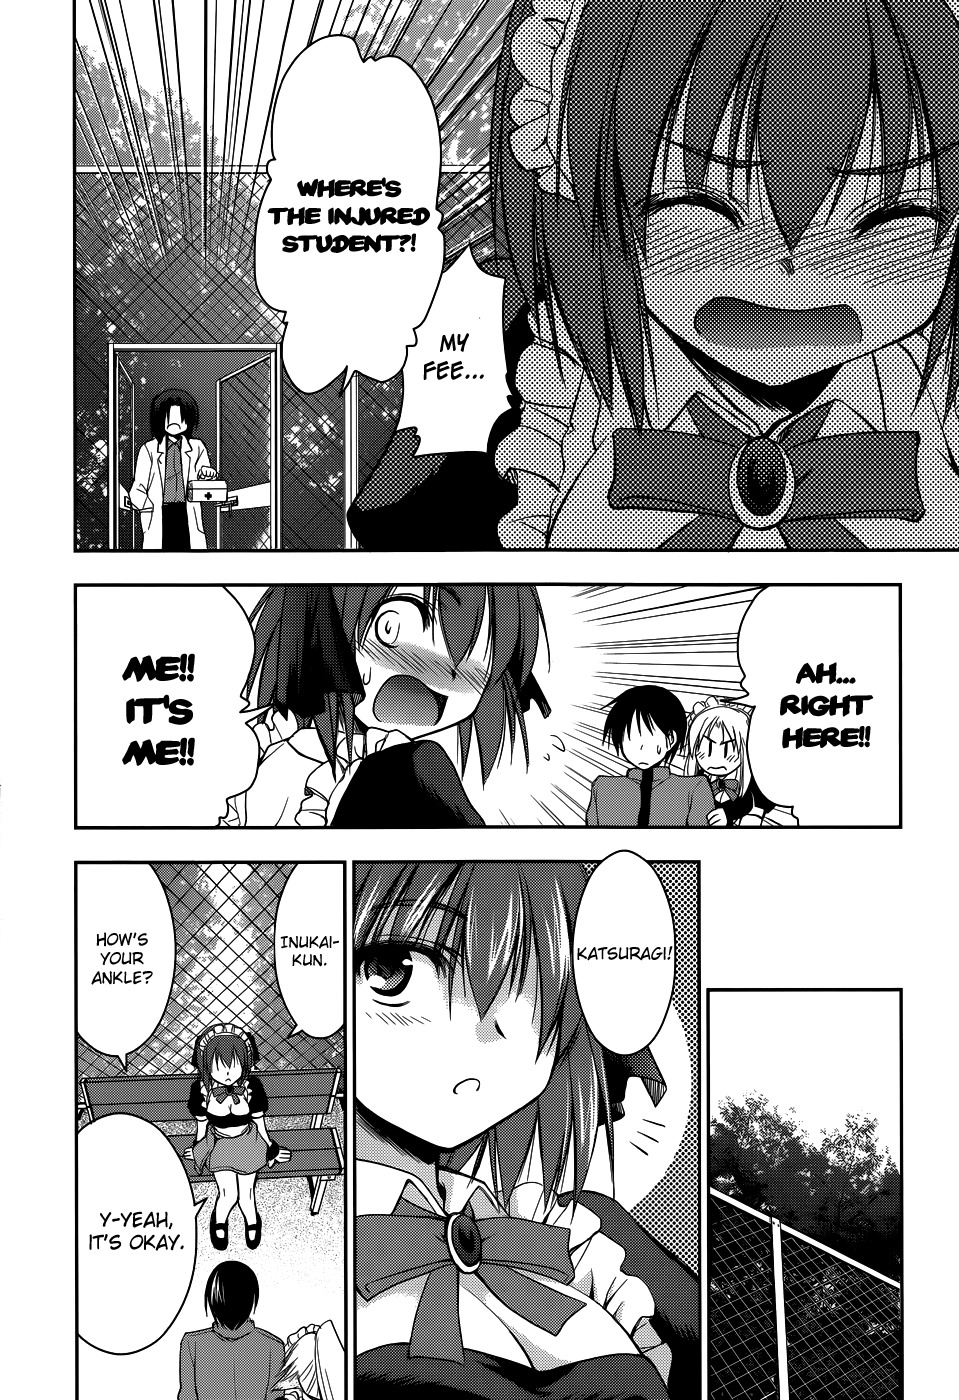 MY
FEE...
WHERE'S
THE INJURED
STUDENT?!
AH...
RIGHT
HERE!!
ME!!
IT'S
ME!!
KATSURAGI!
INUKAI-
KUN.
HOW'S
YOUR
ANKLE?
Y-YEAH,
IT'S OKAY.